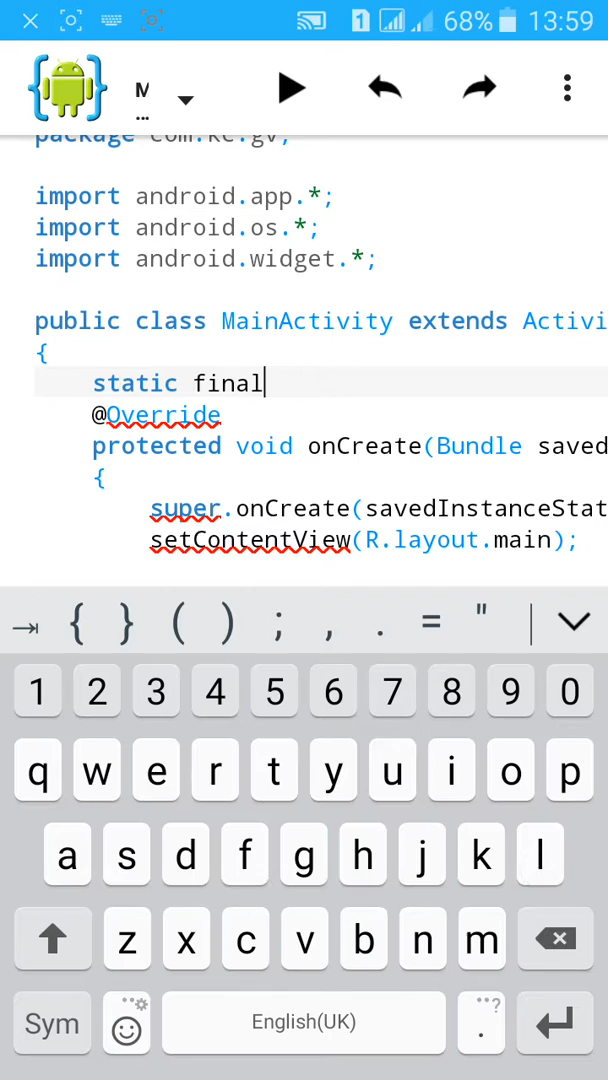 1 68% 13:59
M
...
package com.kc.gv;
import android.app.*;
import android.os.*;
import android.widget.*;
public class MainActivity extends Activi
{
static final
@Override
protected void onCreate(Bundle saved
{
super.onCreate(savedInstanceStat
setContentView(R.layout.main);
{ } ( ) ; , . = " |
1 2 3 4 5 6 7 8 9 0
q w e r t y u i o p
a s d f g h j k l
z x c v b n m
Sym English(UK) . ?